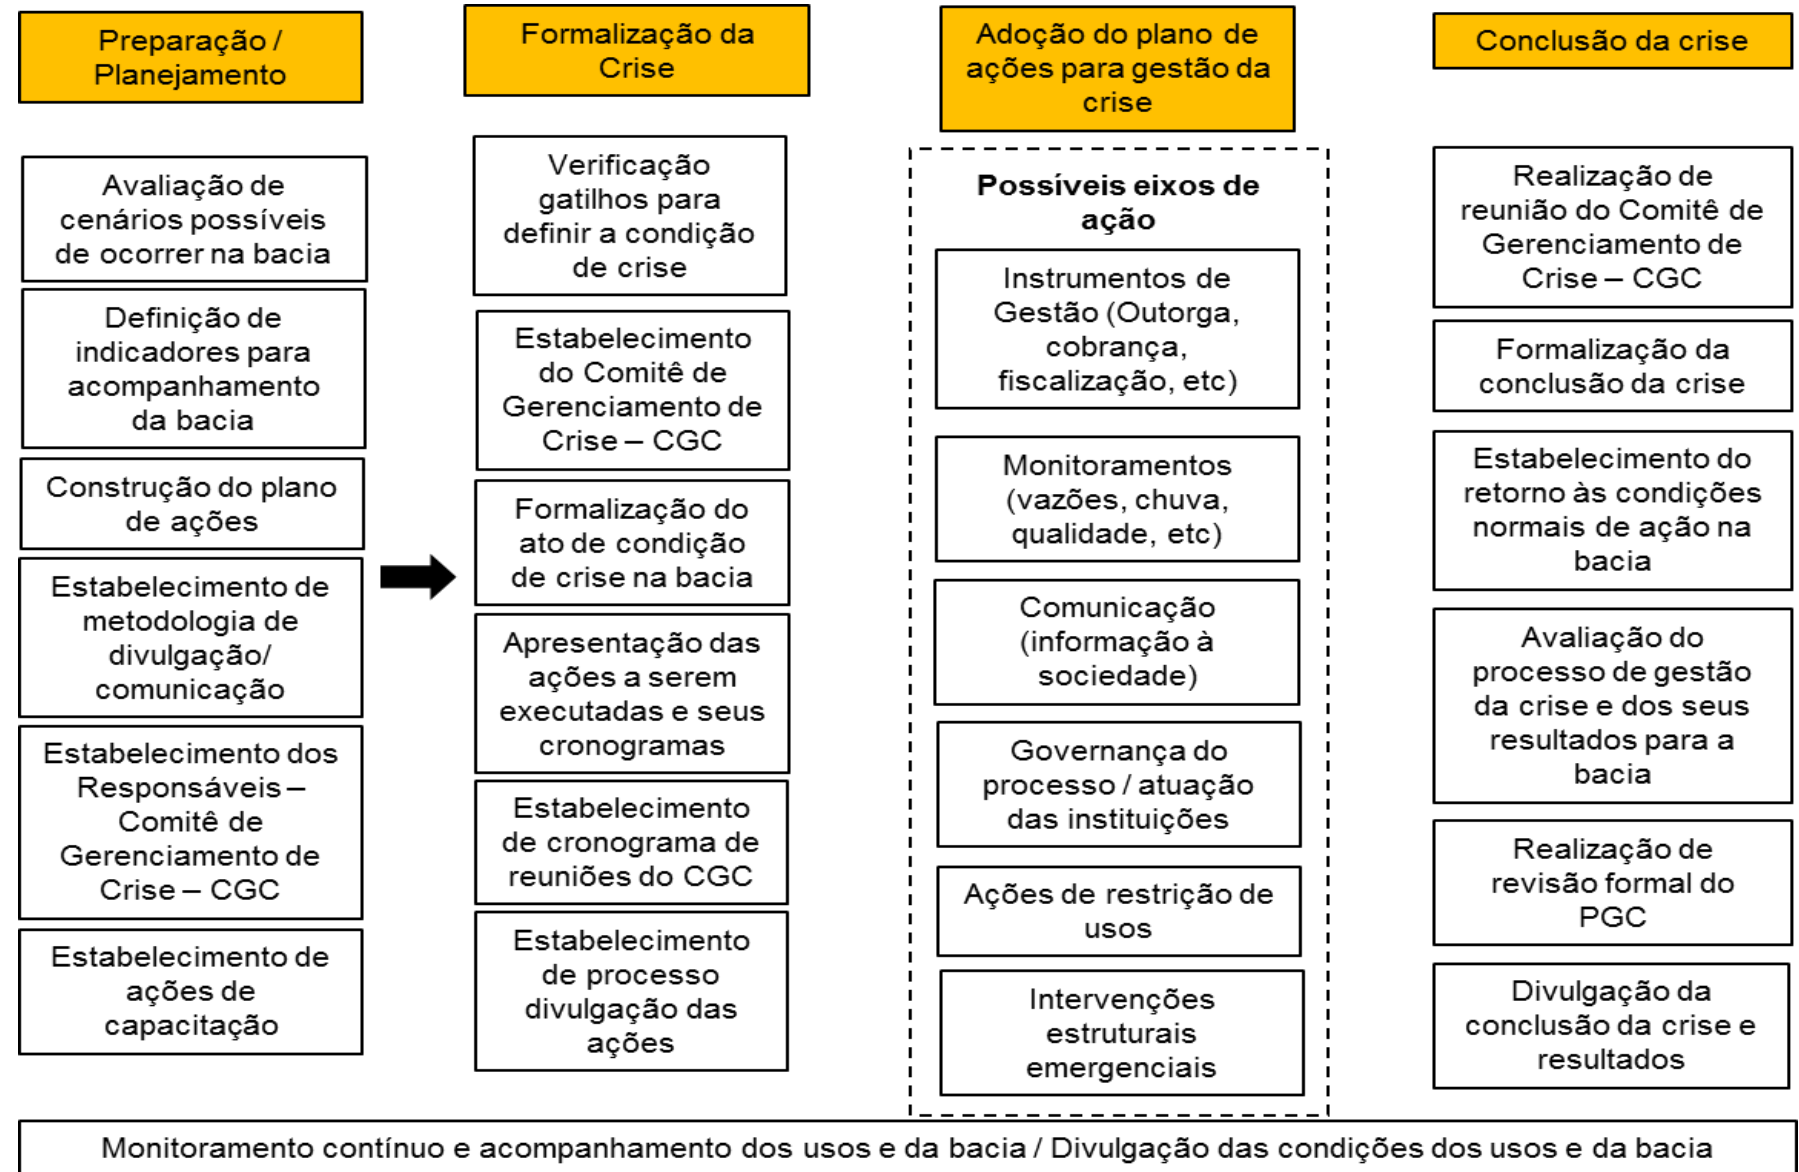 Preparação /
Planejamento
Avaliação de
cenários possíveis
de ocorrer na bacia
Definição de
indicadores para
acompanhamento
da bacia
Construção do plano
de ações
Estabelecimento de
metodologia de
divulgação/
comunicação
Estabelecimento dos
Responsáveis –
Comitê de
Gerenciamento de
Crise – CGC
Estabelecimento de
ações de
capacitação
Formalização da
Crise
Verificação
gatilhos para
definir a condição
de crise
Estabelecimento
do Comitê de
Gerenciamento de
Crise – CGC
Formalização do
ato de condição
de crise na bacia
Apresentação das
ações a serem
executadas e seus
cronogramas
Estabelecimento
de cronograma de
reuniões do CGC
Estabelecimento
de processo
divulgação das
ações
Adoção do plano de
ações para gestão da
crise
Possíveis eixos de
ação
Instrumentos de
Gestão (Outorga,
cobrança,
fiscalização, etc)
Monitoramentos
(vazões, chuva,
qualidade, etc)
Comunicação
(informação à
sociedade)
Governança do
processo / atuação
das instituições
Ações de restrição de
usos
Intervenções
estruturais
emergenciais
Conclusão da crise
Realização de
reunião do Comitê de
Gerenciamento de
Crise – CGC
Formalização da
conclusão da crise
Estabelecimento do
retorno às condições
normais de ação na
bacia
Avaliação do
processo de gestão
da crise e dos seus
resultados para a
bacia
Realização de
revisão formal do
PGC
Divulgação da
conclusão da crise e
resultados
Monitoramento contínuo e acompanhamento dos usos e da bacia / Divulgação das condições dos usos e da bacia